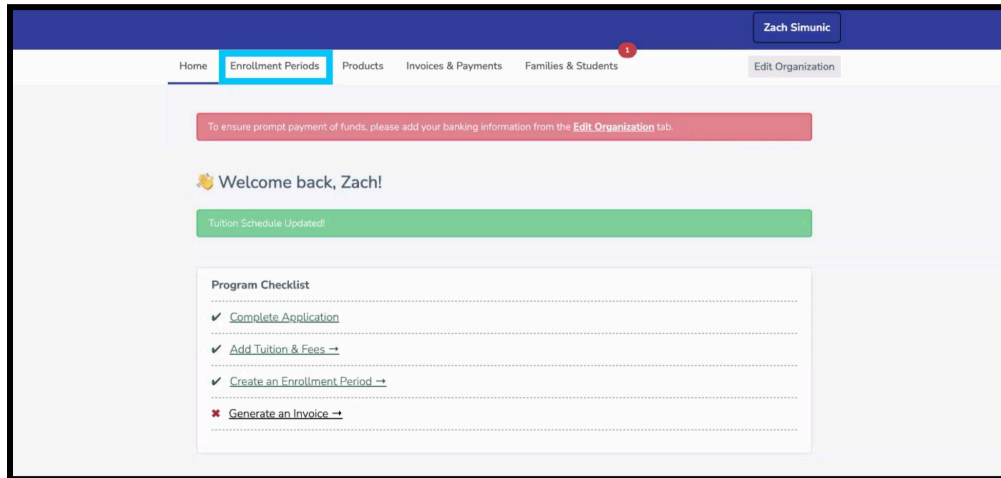 Zach Simunic
1
Home Enrollment Periods Products Invoices & Payments Families & Students Edit Organization
To ensure prompt payment of funds, please add your banking information from the Edit Organization tab.
👋 Welcome back, Zach!
Tuition Schedule Updated!
Program Checklist
✔ Complete Application
✔ Add Tuition & Fees →
✔ Create an Enrollment Period →
✖ Generate an Invoice →